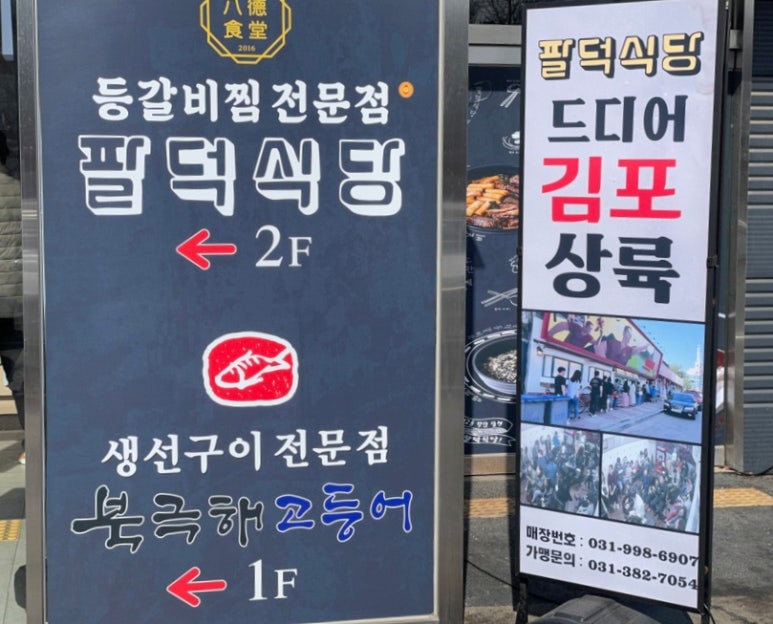 八德
食堂
2016
등갈비찜 전문점
팔덕식당
← 2F
생선구이 전문점
북극해고등어
← 1F
팔덕식당
드디어
김포
상륙
매장번호 : 031-998-6907
가맹문의 : 031-382-7054